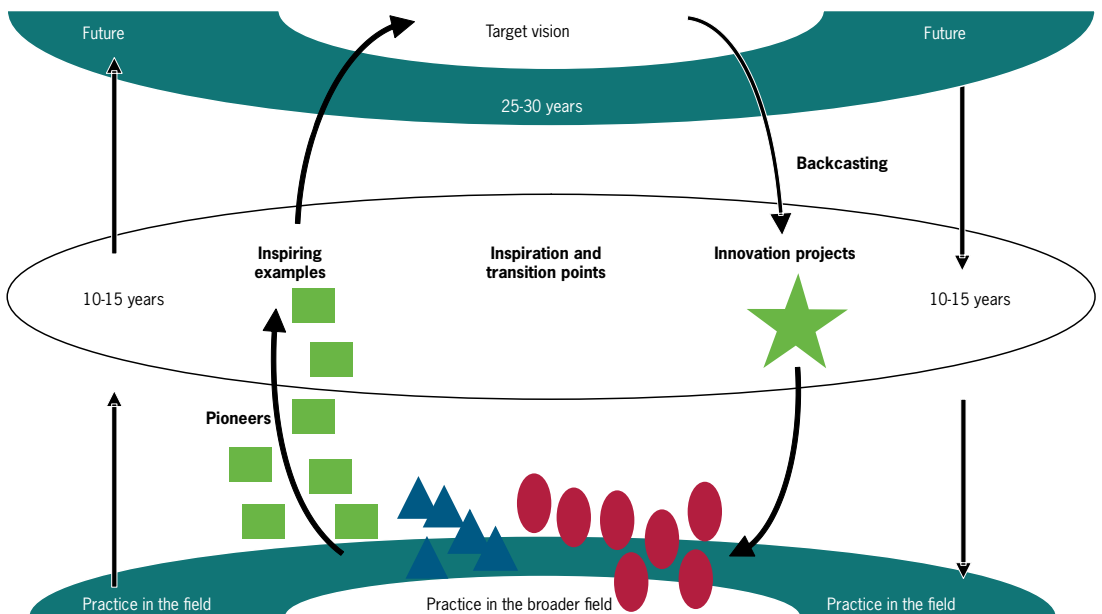 Future
Target vision
Future
25-30 years
Backcasting
Inspiring
examples
Inspiration and
transition points
Innovation projects
10-15 years
10-15 years
Pioneers
Practice in the field
Practice in the broader field
Practice in the field